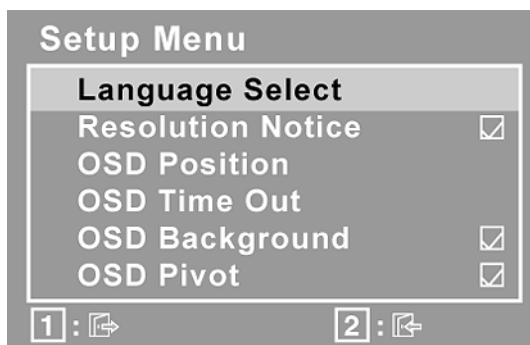 Setup Menu
Language Select
Resolution Notice
OSD Position
OSD Time Out
OSD Background
OSD Pivot
1 : 2 :